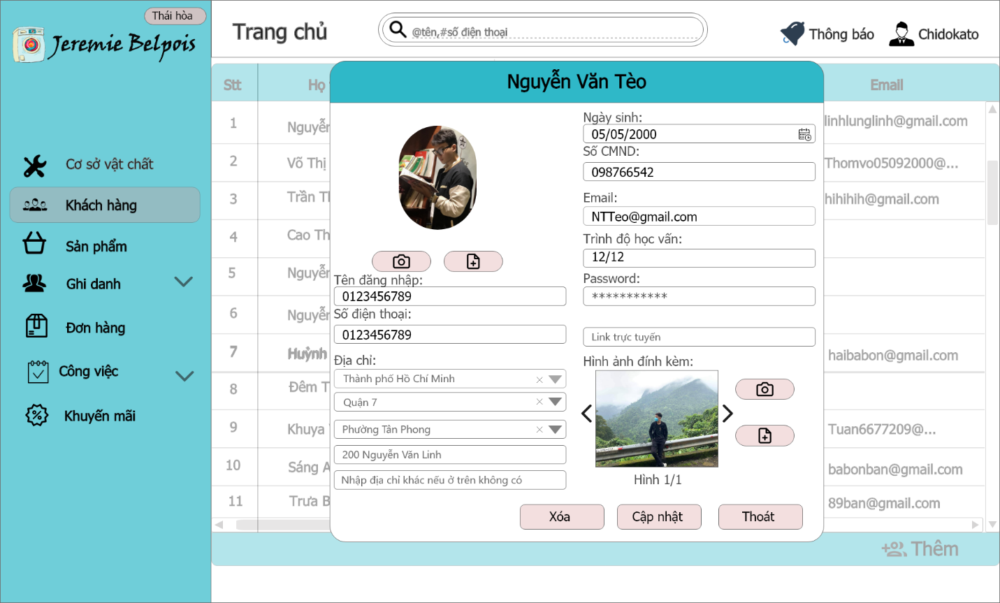 Thái hòa
Jeremie Belpois
Trang chủ
@tên,#số điện thoại
Thông báo
Chidokato
Cơ sở vật chất
Khách hàng
Sản phẩm
Ghi danh
Đơn hàng
Công việc
Khuyến mãi
Stt
Họ
Email
1
Nguyễn
linhlunglinh@gmail.com
2
Võ Thị
Thomvo05092000@...
3
Trần Th
hihihih@gmail.com
4
Cao Th
5
Nguyễn
6
Nguyễn
7
Huỳnh
haibabon@gmail.com
8
Đêm T
9
Khuya
Tuan6677209@...
10
Sáng A
babonban@gmail.com
11
Trưa B
89ban@gmail.com
Thêm
Nguyễn Văn Tèo
Tên đăng nhập:
0123456789
Số điện thoại:
0123456789
Địa chỉ:
Thành phố Hồ Chí Minh
Quận 7
Phường Tân Phong
200 Nguyễn Văn Linh
Nhập địa chỉ khác nếu ở trên không có
Ngày sinh:
05/05/2000
Số CMND:
098766542
Email:
NTTeo@gmail.com
Trình độ học vấn:
12/12
Password:
***********
Link trực tuyến
Hình ảnh đính kèm:
Hình 1/1
Xóa
Cập nhật
Thoát